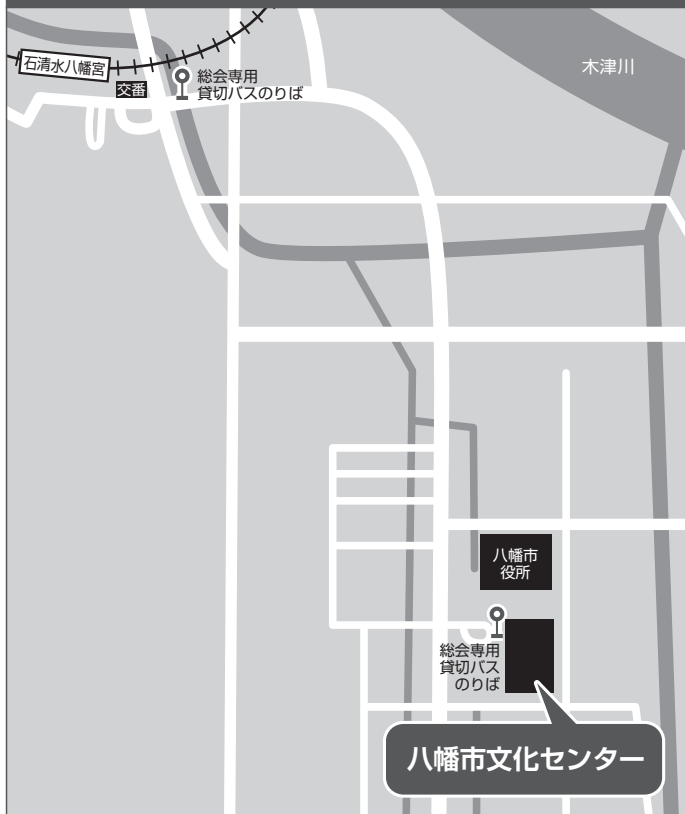 木津川
石清水八幡宮
総会専用
貸切バスのりば
交番
八幡市
役所
総会専用
貸切バス
のりば
八幡市文化センター